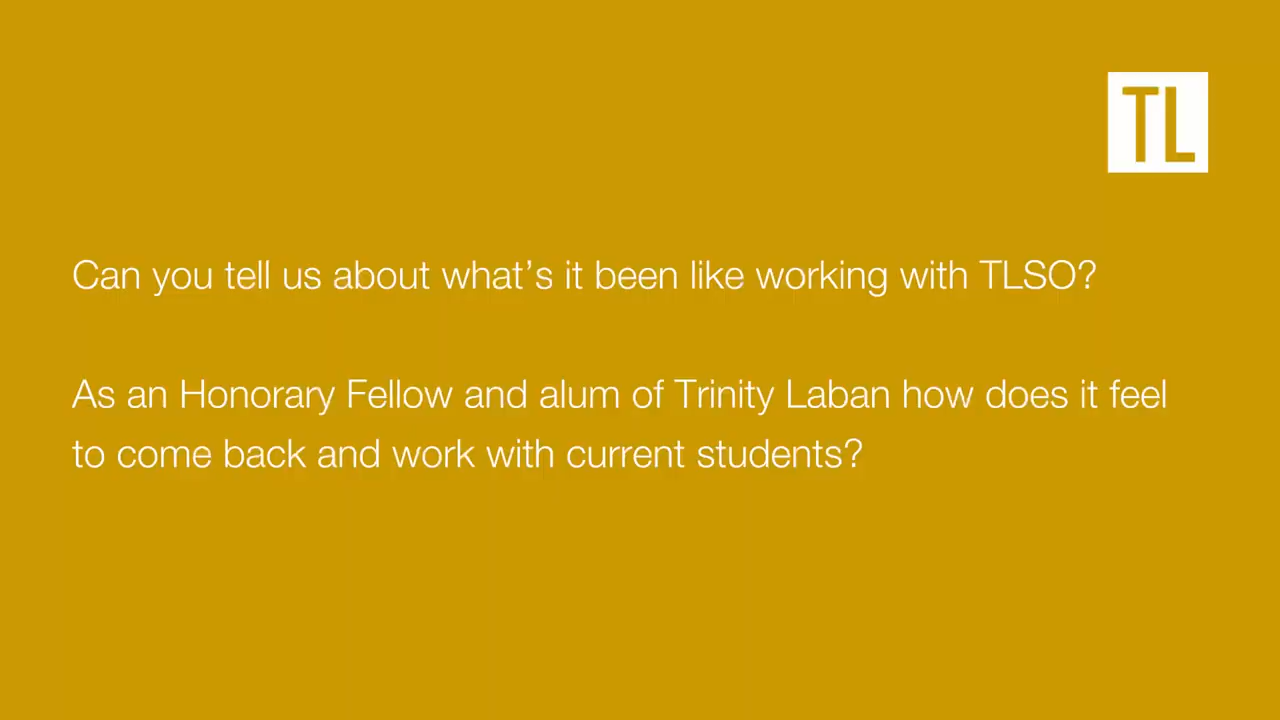 TL
Can you tell us about what’s it been like working with TLSO?
As an Honorary Fellow and alum of Trinity Laban how does it feel
to come back and work with current students?